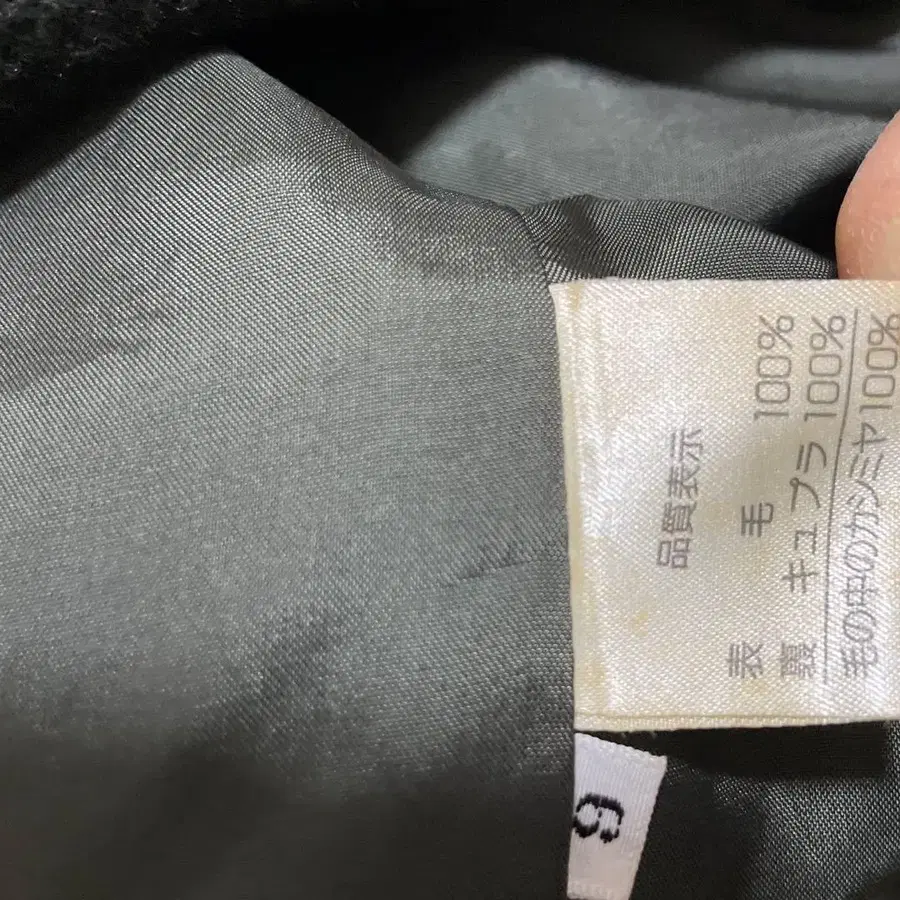 品質表示
表 毛 100%
裏 キュプラ 100%
毛の中のカシミヤ100%